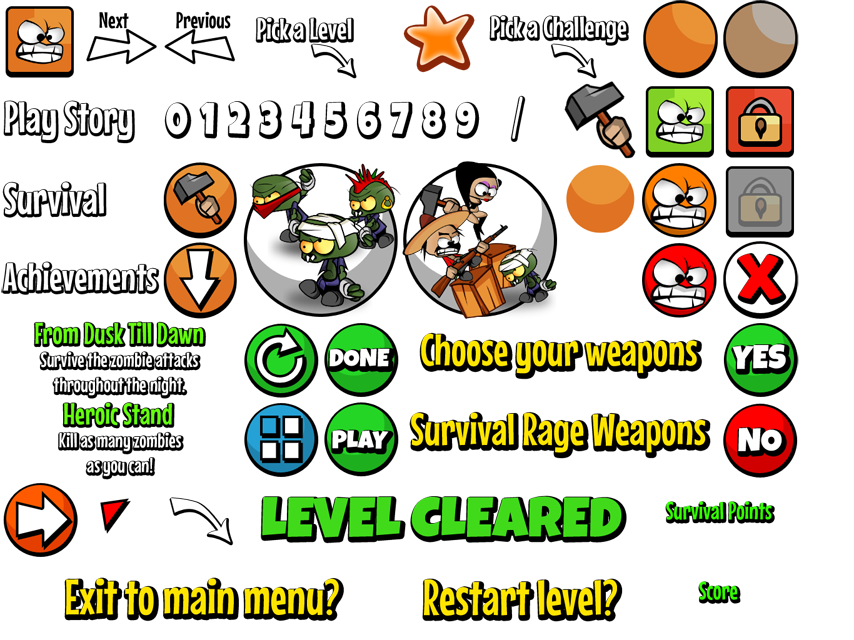 Next
Previous
Pick a Level
Pick a Challenge
Play Story
0 1 2 3 4 5 6 7 8 9 /
Survival
Achievements
From Dusk Till Dawn
Survive the zombie attacks
throughout the night.
Heroic Stand
Kill as many zombies
as you can!
DONE
Choose your weapons
YES
PLAY
Survival Rage Weapons
NO
LEVEL CLEARED
Survival Points
Exit to main menu?
Restart level?
Score